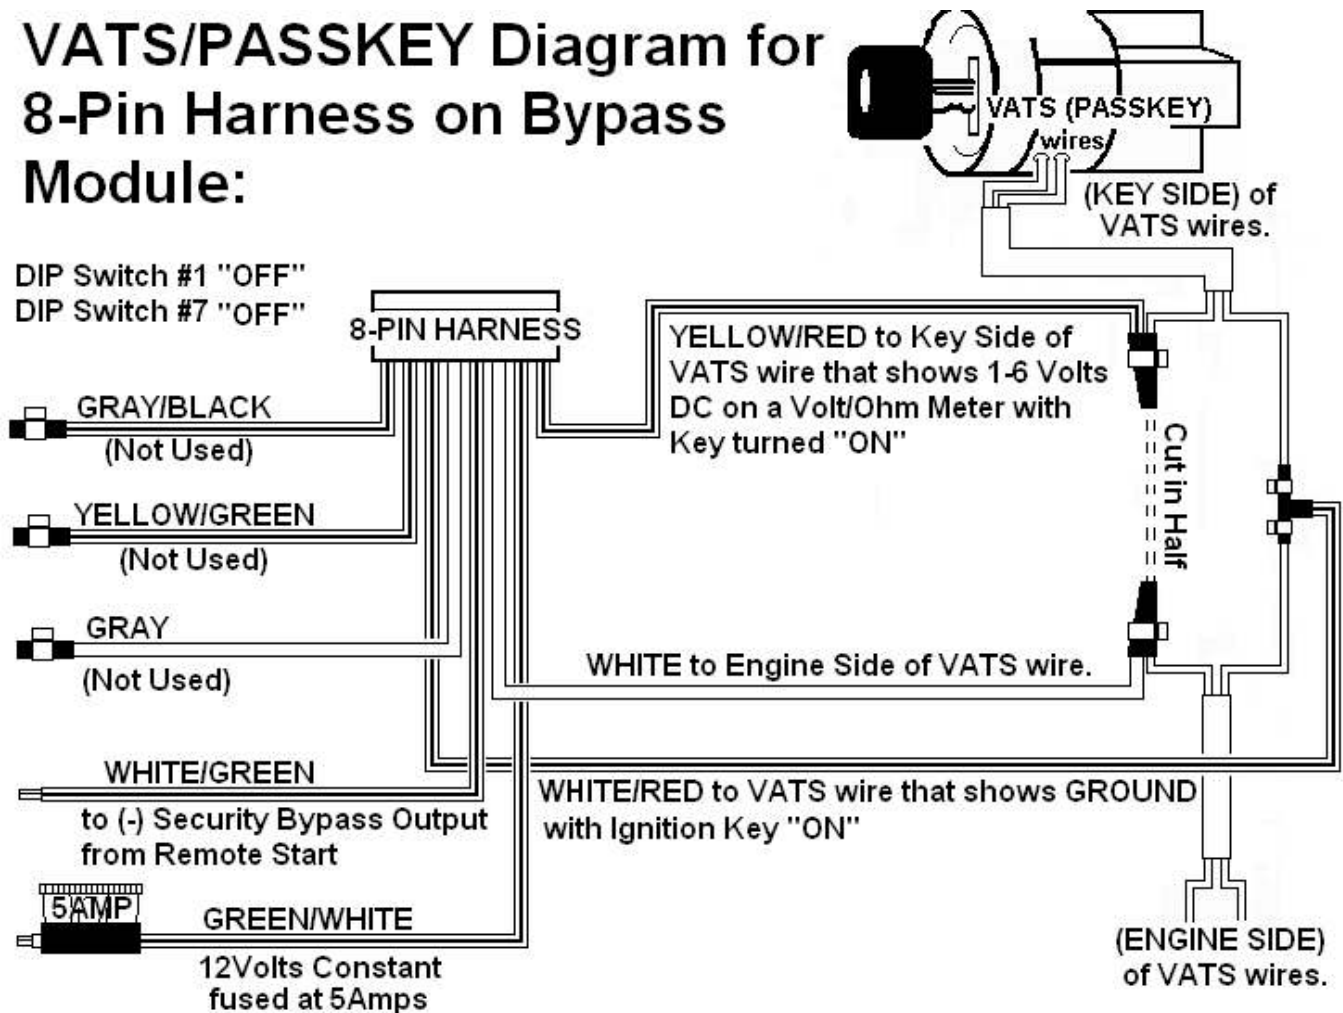 VATS/PASSKEY Diagram for
8-Pin Harness on Bypass
Module:
VATS (PASSKEY)
wires
(KEY SIDE) of
VATS wires.
DIP Switch #1 "OFF"
DIP Switch #7 "OFF"
8-PIN HARNESS
YELLOW/RED to Key Side of
VATS wire that shows 1-6 Volts
DC on a Volt/Ohm Meter with
Key turned "ON"
GRAY/BLACK
(Not Used)
Cut in Half
YELLOW/GREEN
(Not Used)
GRAY
(Not Used)
WHITE to Engine Side of VATS wire.
WHITE/GREEN
to (-) Security Bypass Output
from Remote Start
WHITE/RED to VATS wire that shows GROUND
with Ignition Key "ON"
5AMP
GREEN/WHITE
12Volts Constant
fused at 5Amps
(ENGINE SIDE)
of VATS wires.